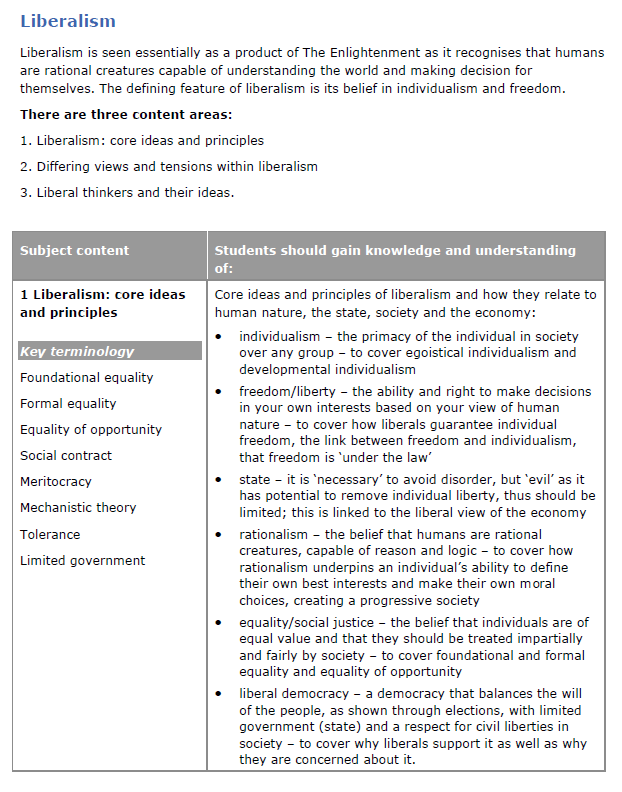 Liberalism
Liberalism is seen essentially as a product of The Enlightenment as it recognises that humans
are rational creatures capable of understanding the world and making decision for
themselves. The defining feature of liberalism is its belief in individualism and freedom.
There are three content areas:
1. Liberalism: core ideas and principles
2. Differing views and tensions within liberalism
3. Liberal thinkers and their ideas.
Subject content
Students should gain knowledge and understanding
of:
1 Liberalism: core ideas
and principles
Key terminology
Foundational equality
Formal equality
Equality of opportunity
Social contract
Meritocracy
Mechanistic theory
Tolerance
Limited government
Core ideas and principles of liberalism and how they relate to
human nature, the state, society and the economy:
• individualism – the primacy of the individual in society
over any group – to cover egoistical individualism and
developmental individualism
• freedom/liberty – the ability and right to make decisions
in your own interests based on your view of human
nature – to cover how liberals guarantee individual
freedom, the link between freedom and individualism,
that freedom is ‘under the law’
• state – it is ‘necessary’ to avoid disorder, but ‘evil’ as it
has potential to remove individual liberty, thus should be
limited; this is linked to the liberal view of the economy
• rationalism – the belief that humans are rational
creatures, capable of reason and logic – to cover how
rationalism underpins an individual’s ability to define
their own best interests and make their own moral
choices, creating a progressive society
• equality/social justice – the belief that individuals are of
equal value and that they should be treated impartially
and fairly by society – to cover foundational and formal
equality and equality of opportunity
• liberal democracy – a democracy that balances the will
of the people, as shown through elections, with limited
government (state) and a respect for civil liberties in
society – to cover why liberals support it as well as why
they are concerned about it.